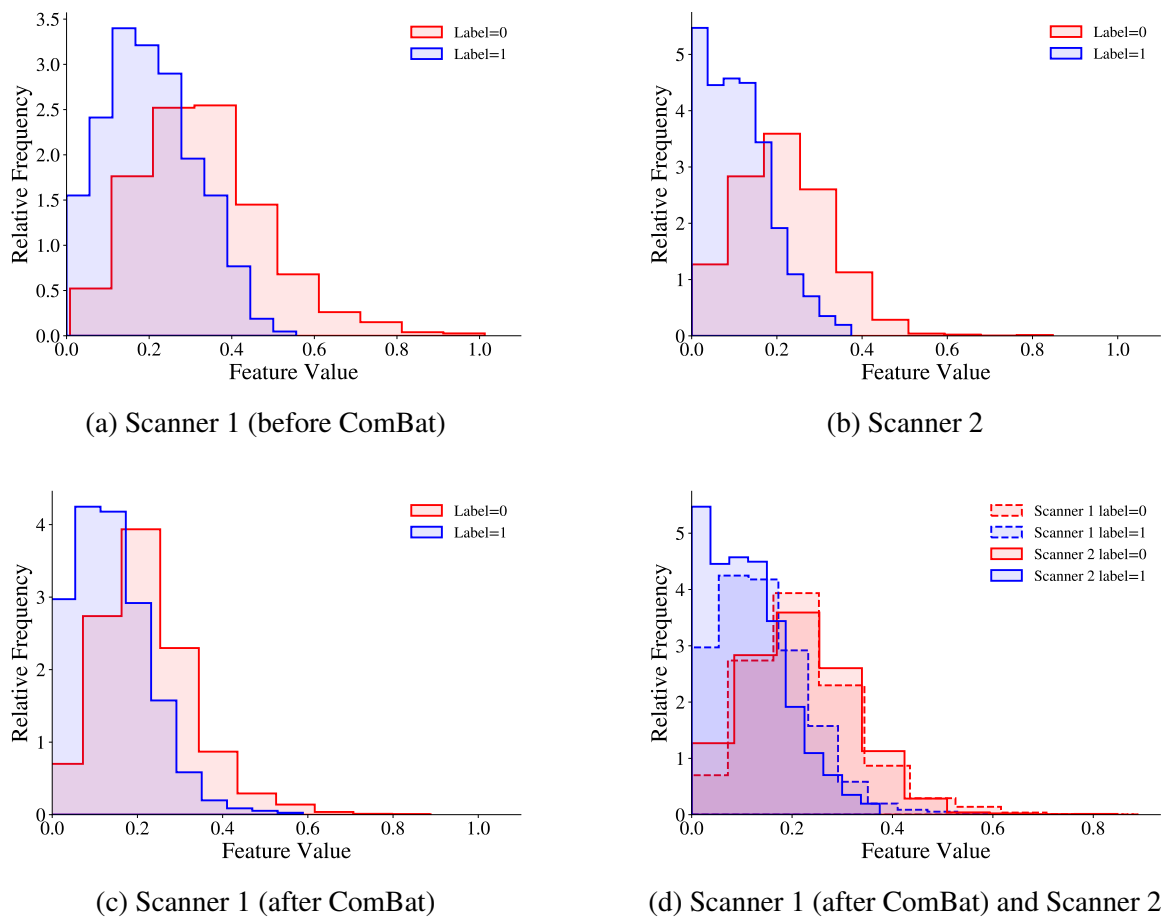 3.5
3.0
2.5
2.0
1.5
1.0
0.5
0.0
Relative Frequency
0.0 0.2 0.4 0.6 0.8 1.0
Feature Value
Label=0
Label=1
(a) Scanner 1 (before ComBat)
5
4
3
2
1
0
Relative Frequency
0.0 0.2 0.4 0.6 0.8 1.0
Feature Value
Label=0
Label=1
(b) Scanner 2
4
3
2
1
0
Relative Frequency
0.0 0.2 0.4 0.6 0.8 1.0
Feature Value
Label=0
Label=1
(c) Scanner 1 (after ComBat)
5
4
3
2
1
0
Relative Frequency
0.0 0.2 0.4 0.6 0.8
Feature Value
Scanner 1 label=0
Scanner 1 label=1
Scanner 2 label=0
Scanner 2 label=1
(d) Scanner 1 (after ComBat) and Scanner 2